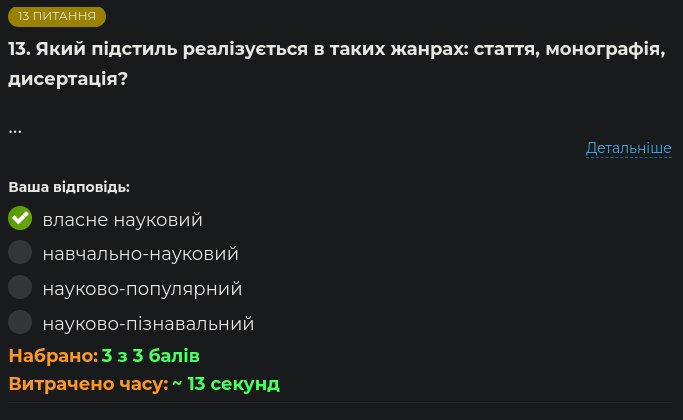 13 ПИТАННЯ
13. Який підстиль реалізується в таких жанрах: стаття, монографія,
дисертація?
...
Детальніше
Ваша відповідь:
власне науковий
навчально-науковий
науково-популярний
науково-пізнавальний
Набрано: 3 з 3 балів
Витрачено часу: ~ 13 секунд